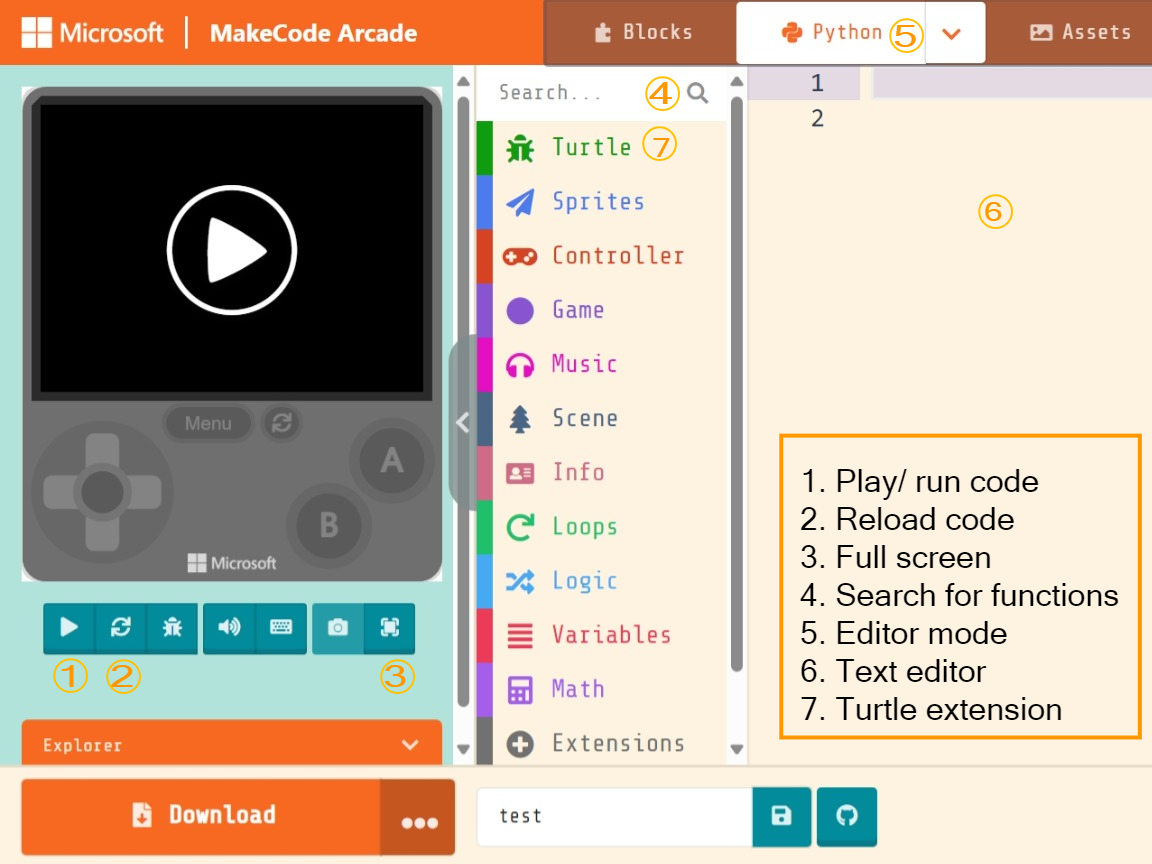 Microsoft | MakeCode Arcade
Blocks
Python ⑤
Assets
Search... ④
1
2
Turtle ⑦
Sprites
Controller
Game
Music
Scene
Info
Loops
Logic
Variables
Math
Extensions
⑥
Menu
A
B
Microsoft
① ② ③
Explorer
1. Play/ run code
2. Reload code
3. Full screen
4. Search for functions
5. Editor mode
6. Text editor
7. Turtle extension
Download
test